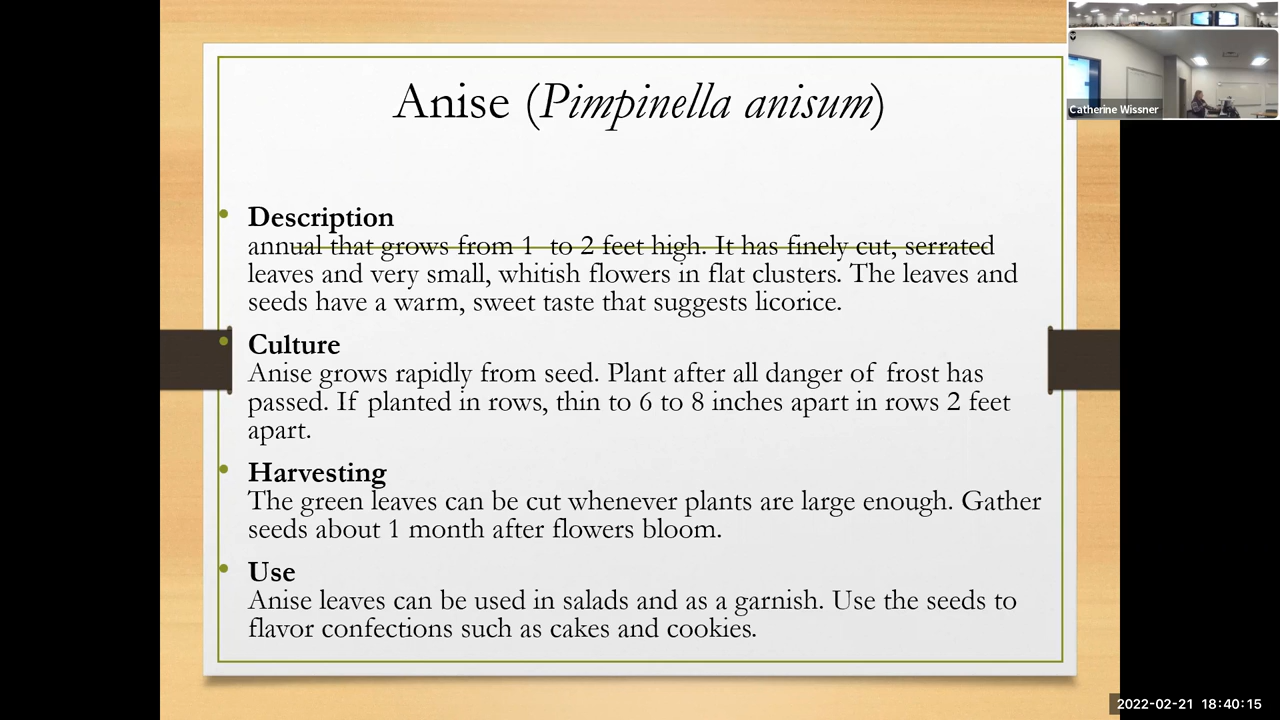 Anise (Pimpinella anisum)
Catherine Wissner
• Description
annual that grows from 1 to 2 feet high. It has finely cut, serrated
leaves and very small, whitish flowers in flat clusters. The leaves and
seeds have a warm, sweet taste that suggests licorice.
• Culture
Anise grows rapidly from seed. Plant after all danger of frost has
passed. If planted in rows, thin to 6 to 8 inches apart in rows 2 feet
apart.
• Harvesting
The green leaves can be cut whenever plants are large enough. Gather
seeds about 1 month after flowers bloom.
• Use
Anise leaves can be used in salads and as a garnish. Use the seeds to
flavor confections such as cakes and cookies.
2022-02-21 18:40:15